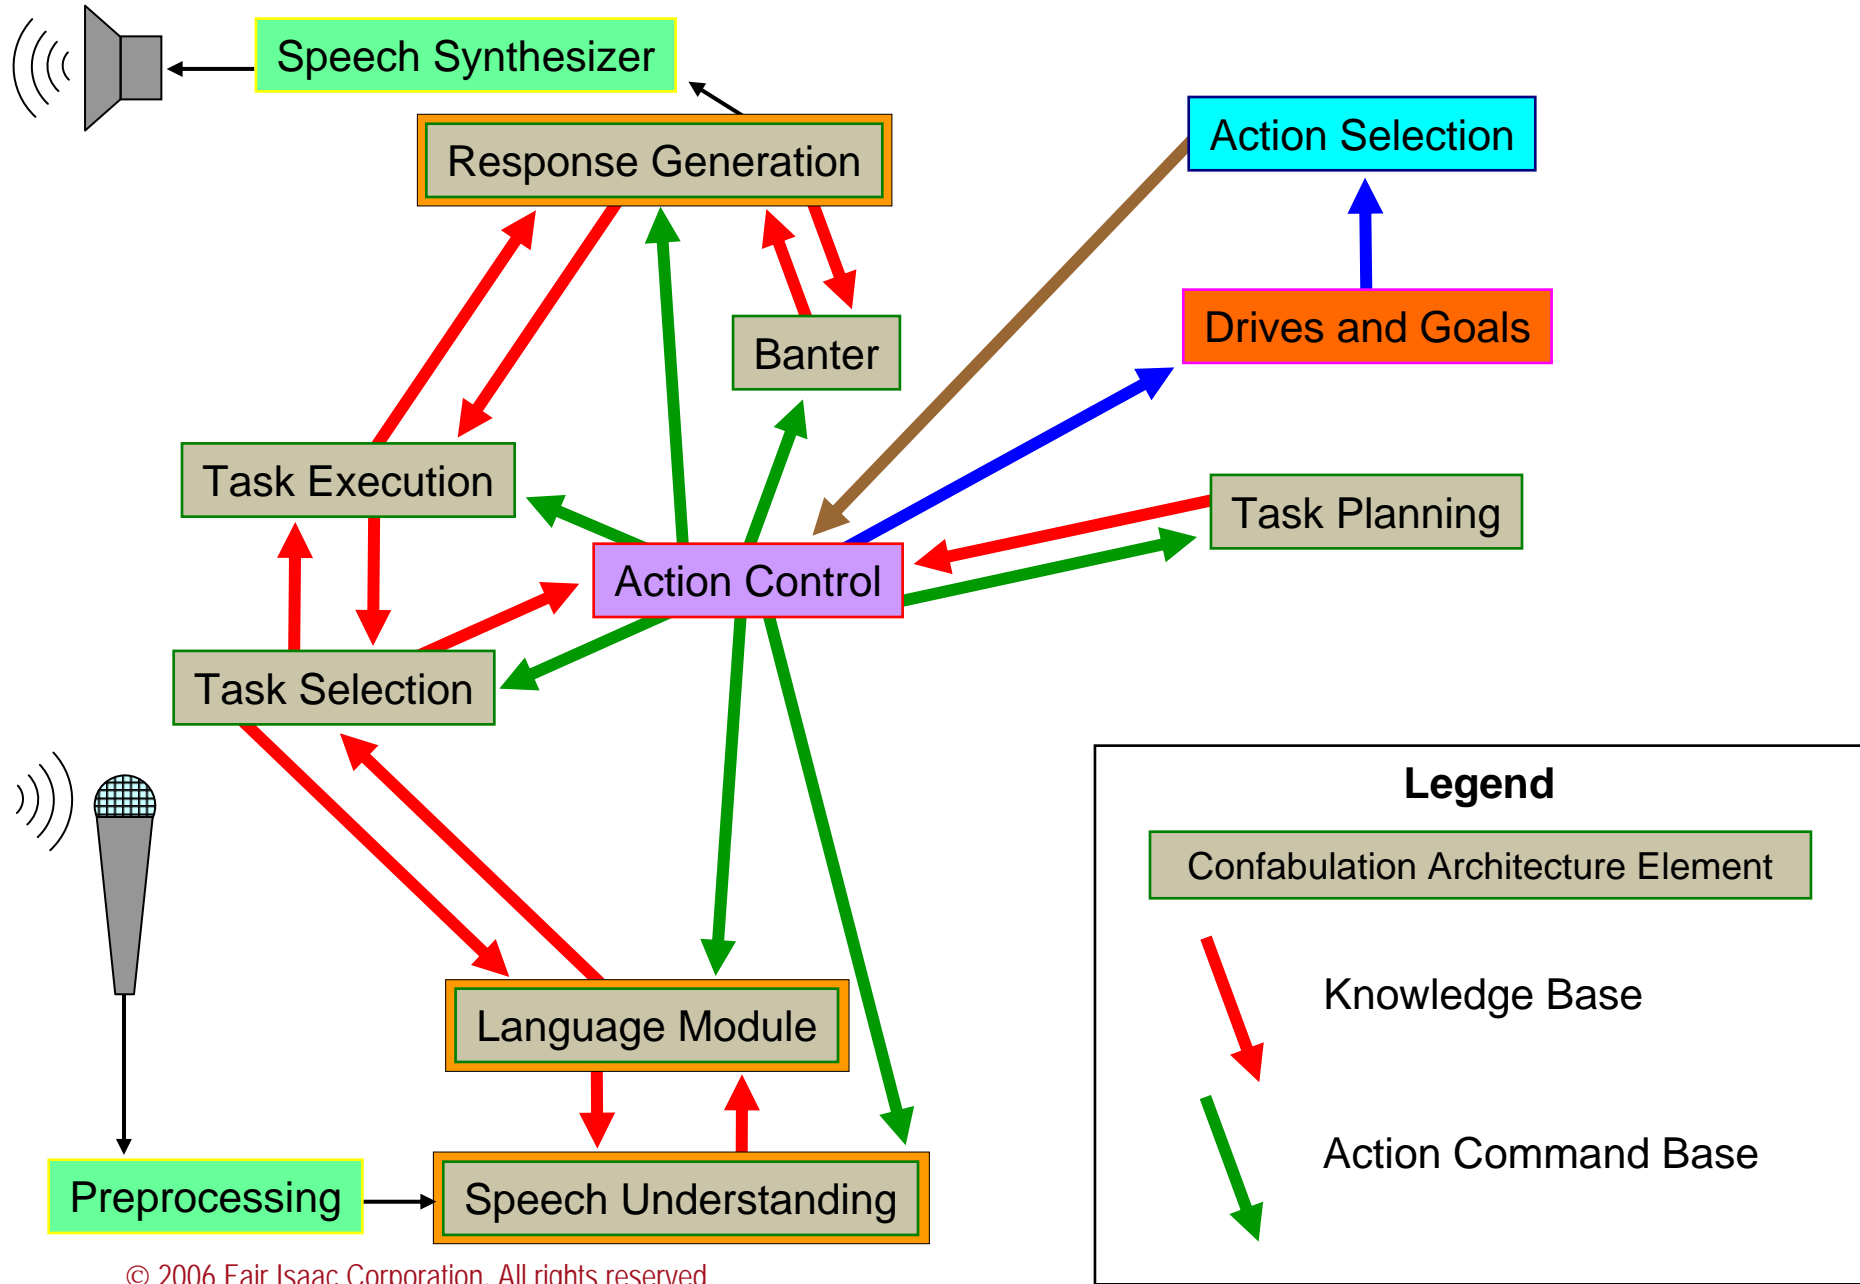 Speech Synthesizer
Response Generation
Action Selection
Drives and Goals
Banter
Task Execution
Task Planning
Action Control
Task Selection
Language Module
Preprocessing
Speech Understanding
Legend
Confabulation Architecture Element
Knowledge Base
Action Command Base
© 2006 Fair Isaac Corporation. All rights reserved